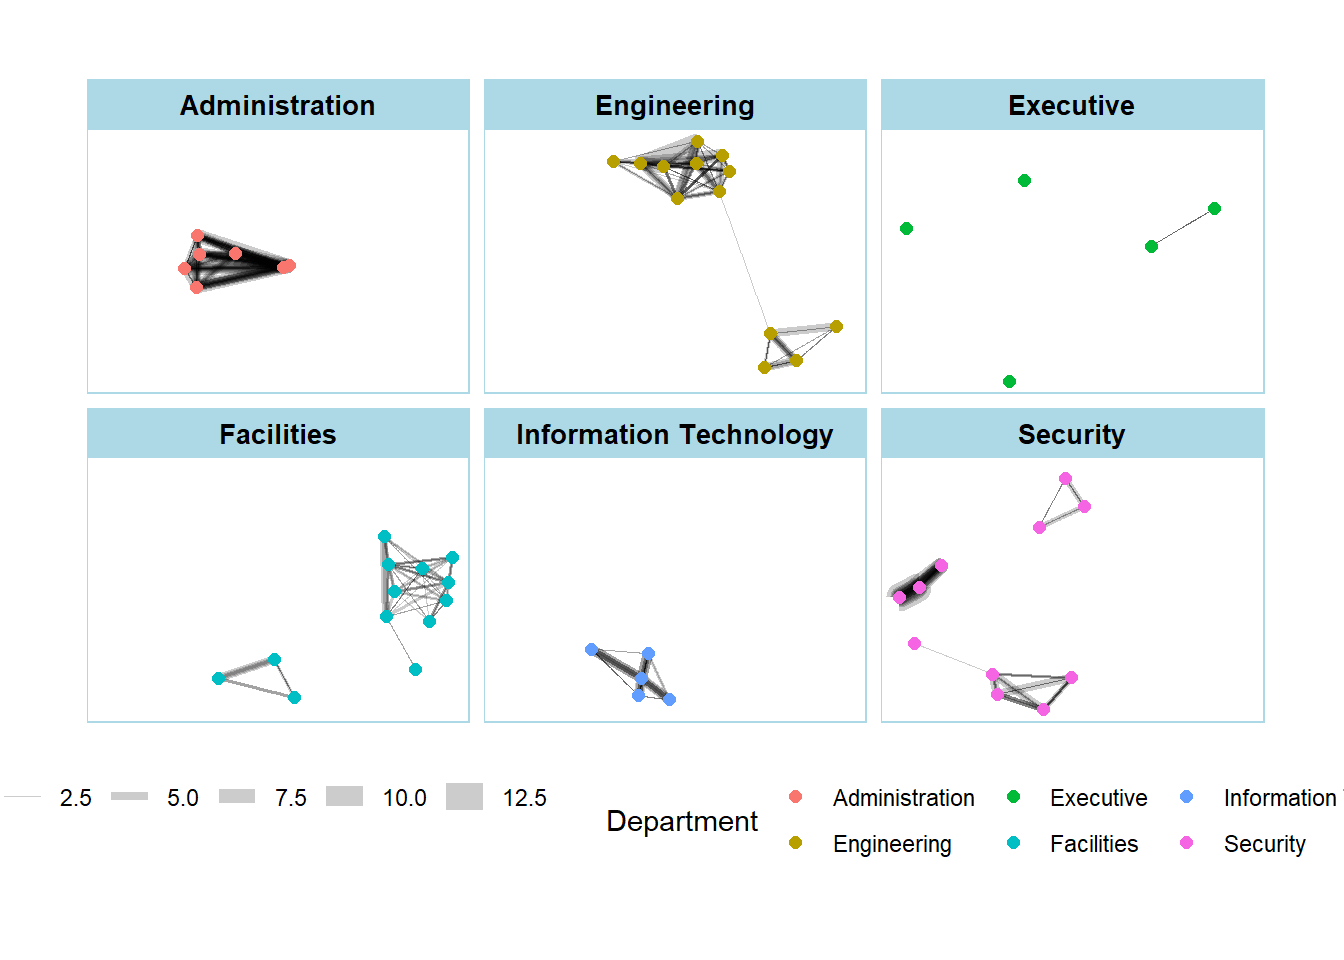 Administration
Engineering
Executive
Facilities
Information Technology
Security
2.5 5.0 7.5 10.0 12.5
Department
Administration Executive Information
Engineering Facilities Security